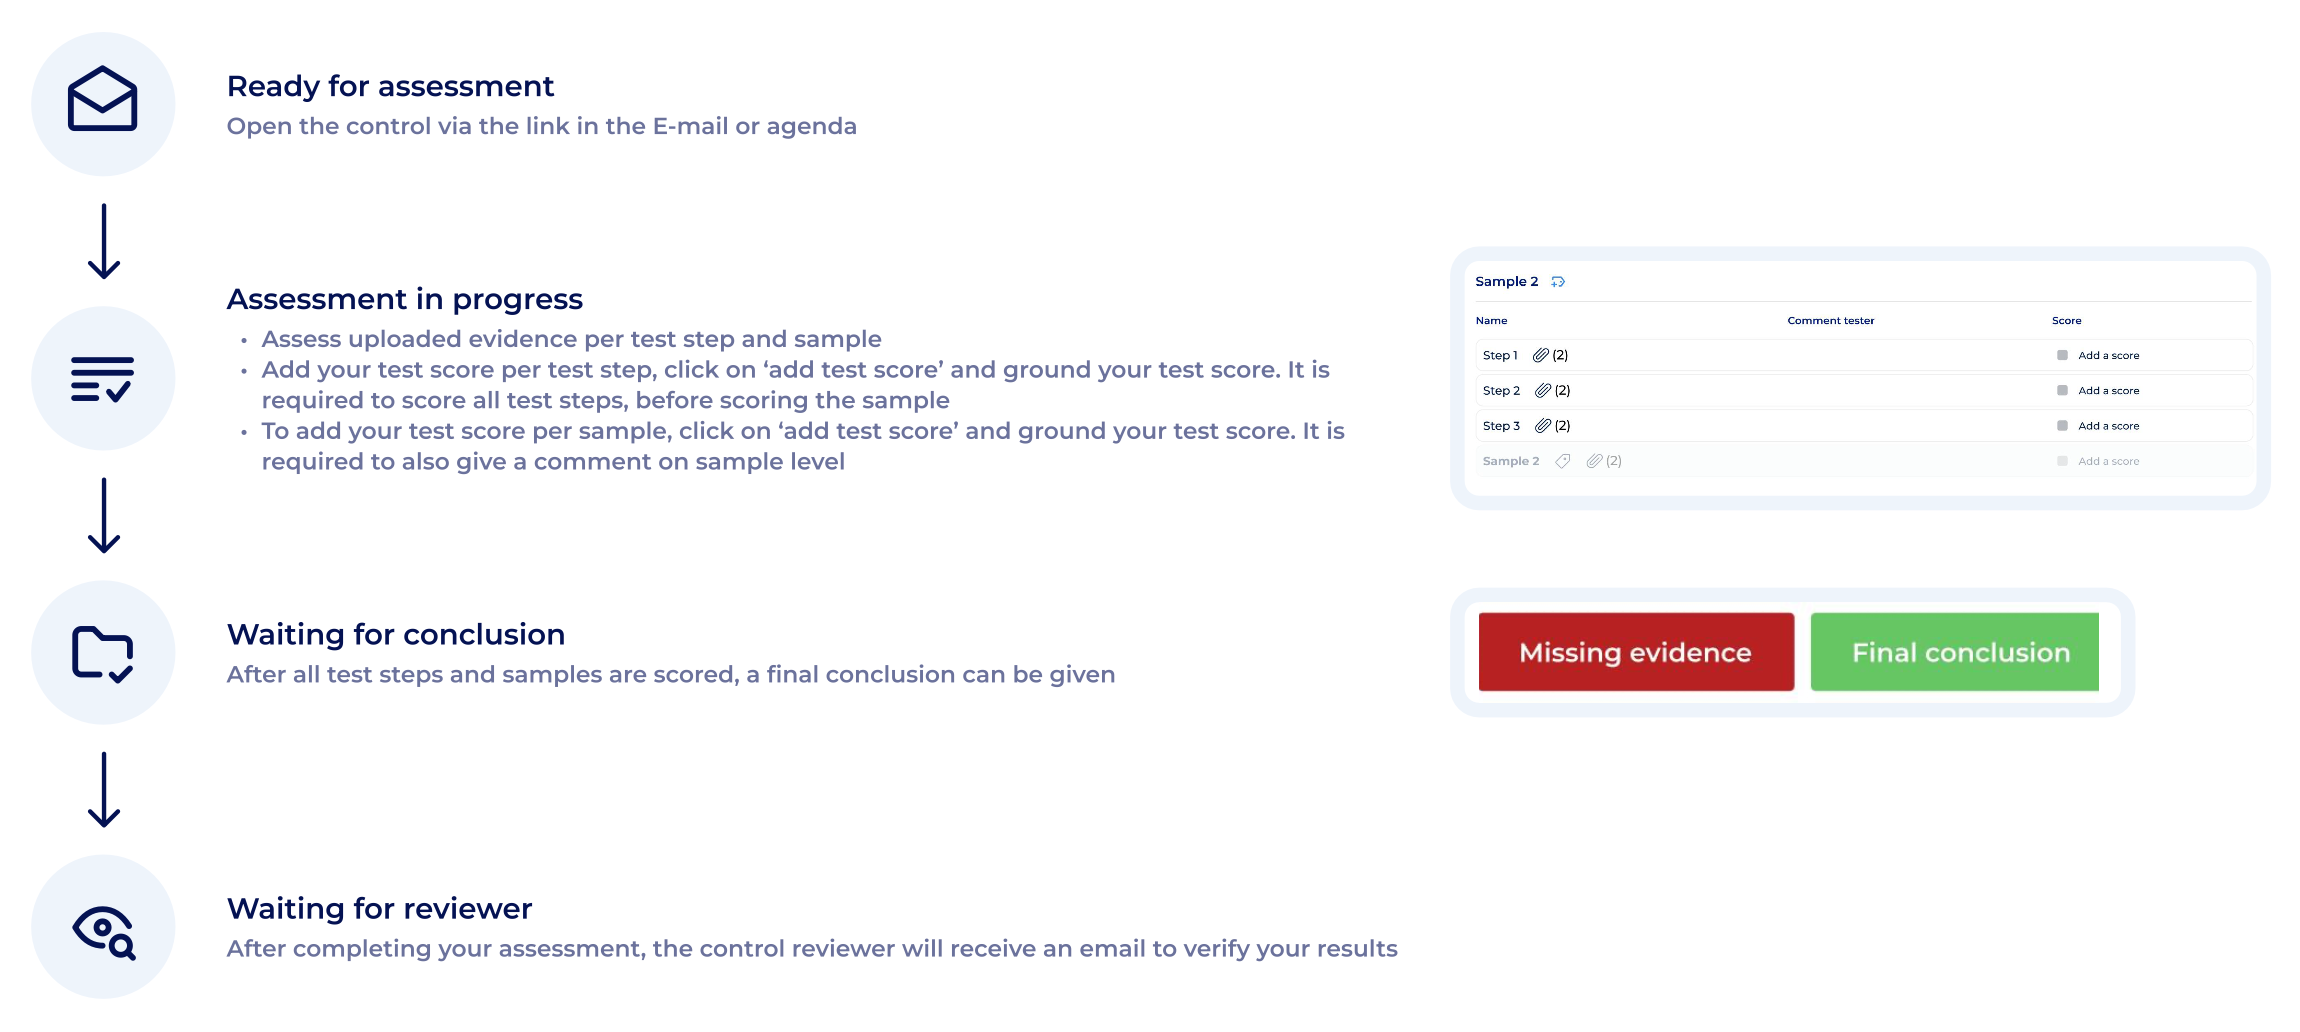 Ready for assessment
Open the control via the link in the E-mail or agenda
Assessment in progress
• Assess uploaded evidence per test step and sample
• Add your test score per test step, click on ‘add test score’ and ground your test score. It is
required to score all test steps, before scoring the sample
• To add your test score per sample, click on ‘add test score’ and ground your test score. It is
required to also give a comment on sample level
Sample 2
Name Comment tester Score
Step 1 (2) Add a score
Step 2 (2) Add a score
Step 3 (2) Add a score
Sample 2 (2) Add a score
Waiting for conclusion
After all test steps and samples are scored, a final conclusion can be given
Missing evidence Final conclusion
Waiting for reviewer
After completing your assessment, the control reviewer will receive an email to verify your results